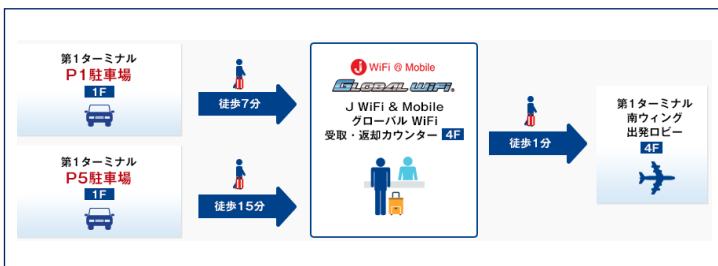 第1ターミナル
P1駐車場
1F
徒歩7分
第1ターミナル
P5駐車場
1F
徒歩15分
J WiFi @ Mobile
GLOBAL WiFi.
J WiFi & Mobile
グローバル WiFi
受取・返却カウンター 4F
徒歩1分
第1ターミナル
南ウィング
出発ロビー
4F